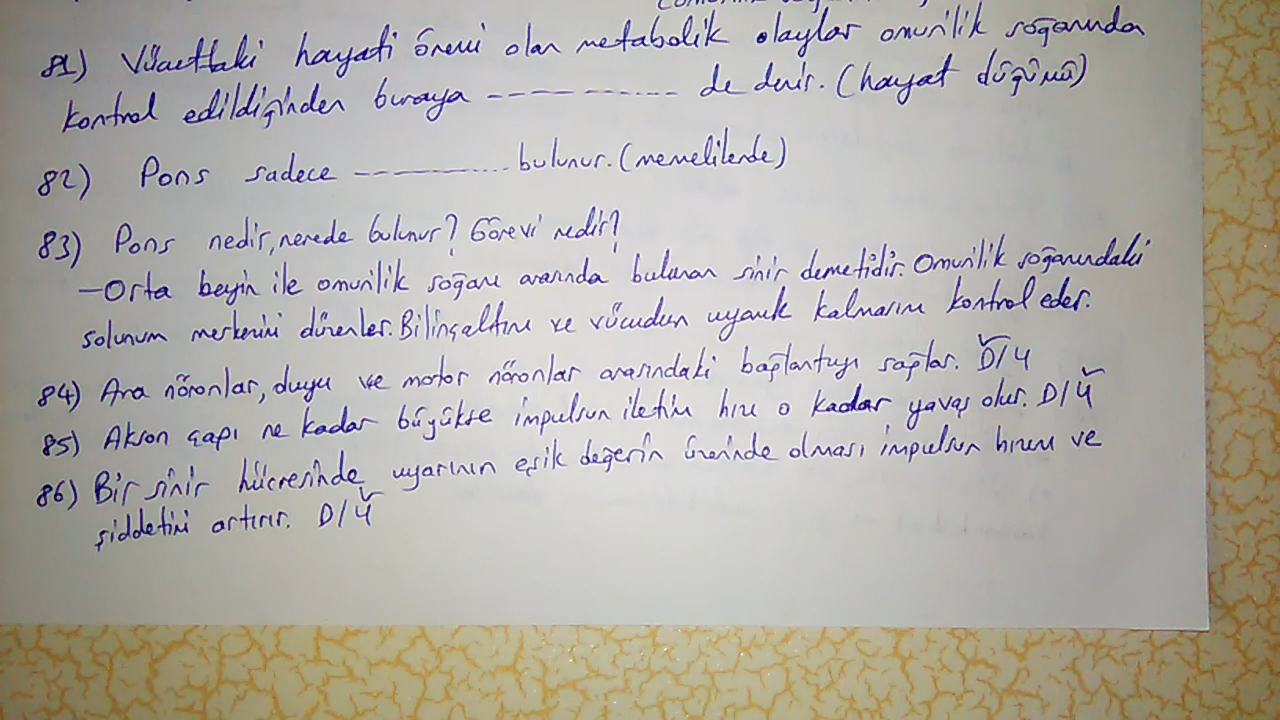 81) Vücuttaki hayati önemi olan metabolik olaylar omurilik soğanında
kontrol edildiğinden buraya ------------ de denir. (hayat düğümü)
82) Pons sadece ------------ bulunur. (memelilerde)
83) Pons nedir, nerede bulunur? Görevi nedir?
- Orta beyin ile omurilik soğanı arasında bulunan sinir demetidir. Omurilik soğanındaki
solunum merkezini düzenler. Bilinçaltını ve vücudun uyanık kalmasını kontrol eder.
84) Ara nöronlar, duyu ve motor nöronlar arasındaki bağlantıyı sağlar. D/Y
85) Akson çapı ne kadar büyükse impulsun iletim hızı o kadar yavaş olur. D/Y
86) Bir sinir hücresinde uyarının eşik değerin üzerinde olması impulsun hızını ve
şiddetini artırır. D/Y